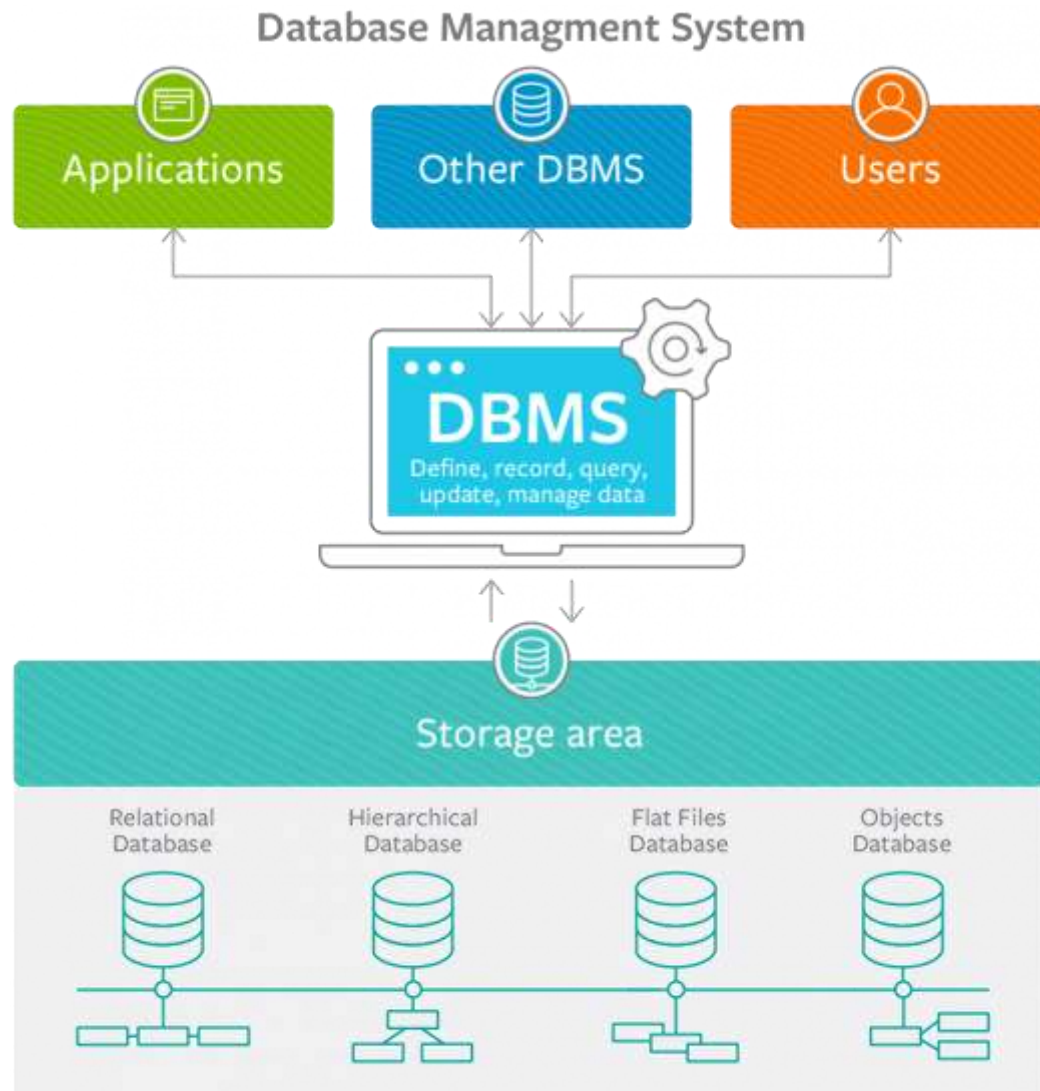 Database Managment System
Applications
Other DBMS
Users
DBMS
Define, record, query,
update, manage data
Storage area
Relational
Database
Hierarchical
Database
Flat Files
Database
Objects
Database